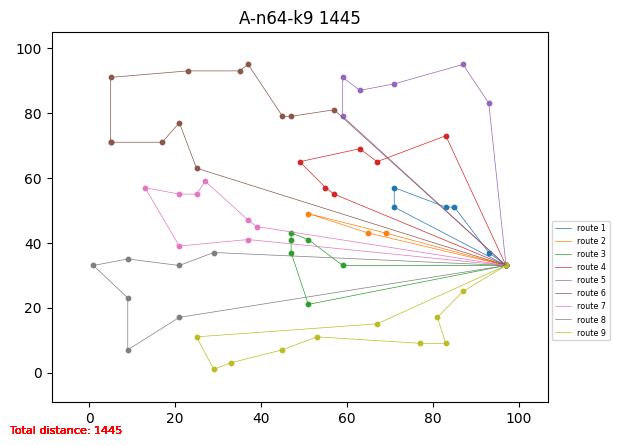 A-n64-k9 1445
100
80
60
40
20
0
0 20 40 60 80 100
route 1
route 2
route 3
route 4
route 5
route 6
route 7
route 8
route 9
Total distance: 1445